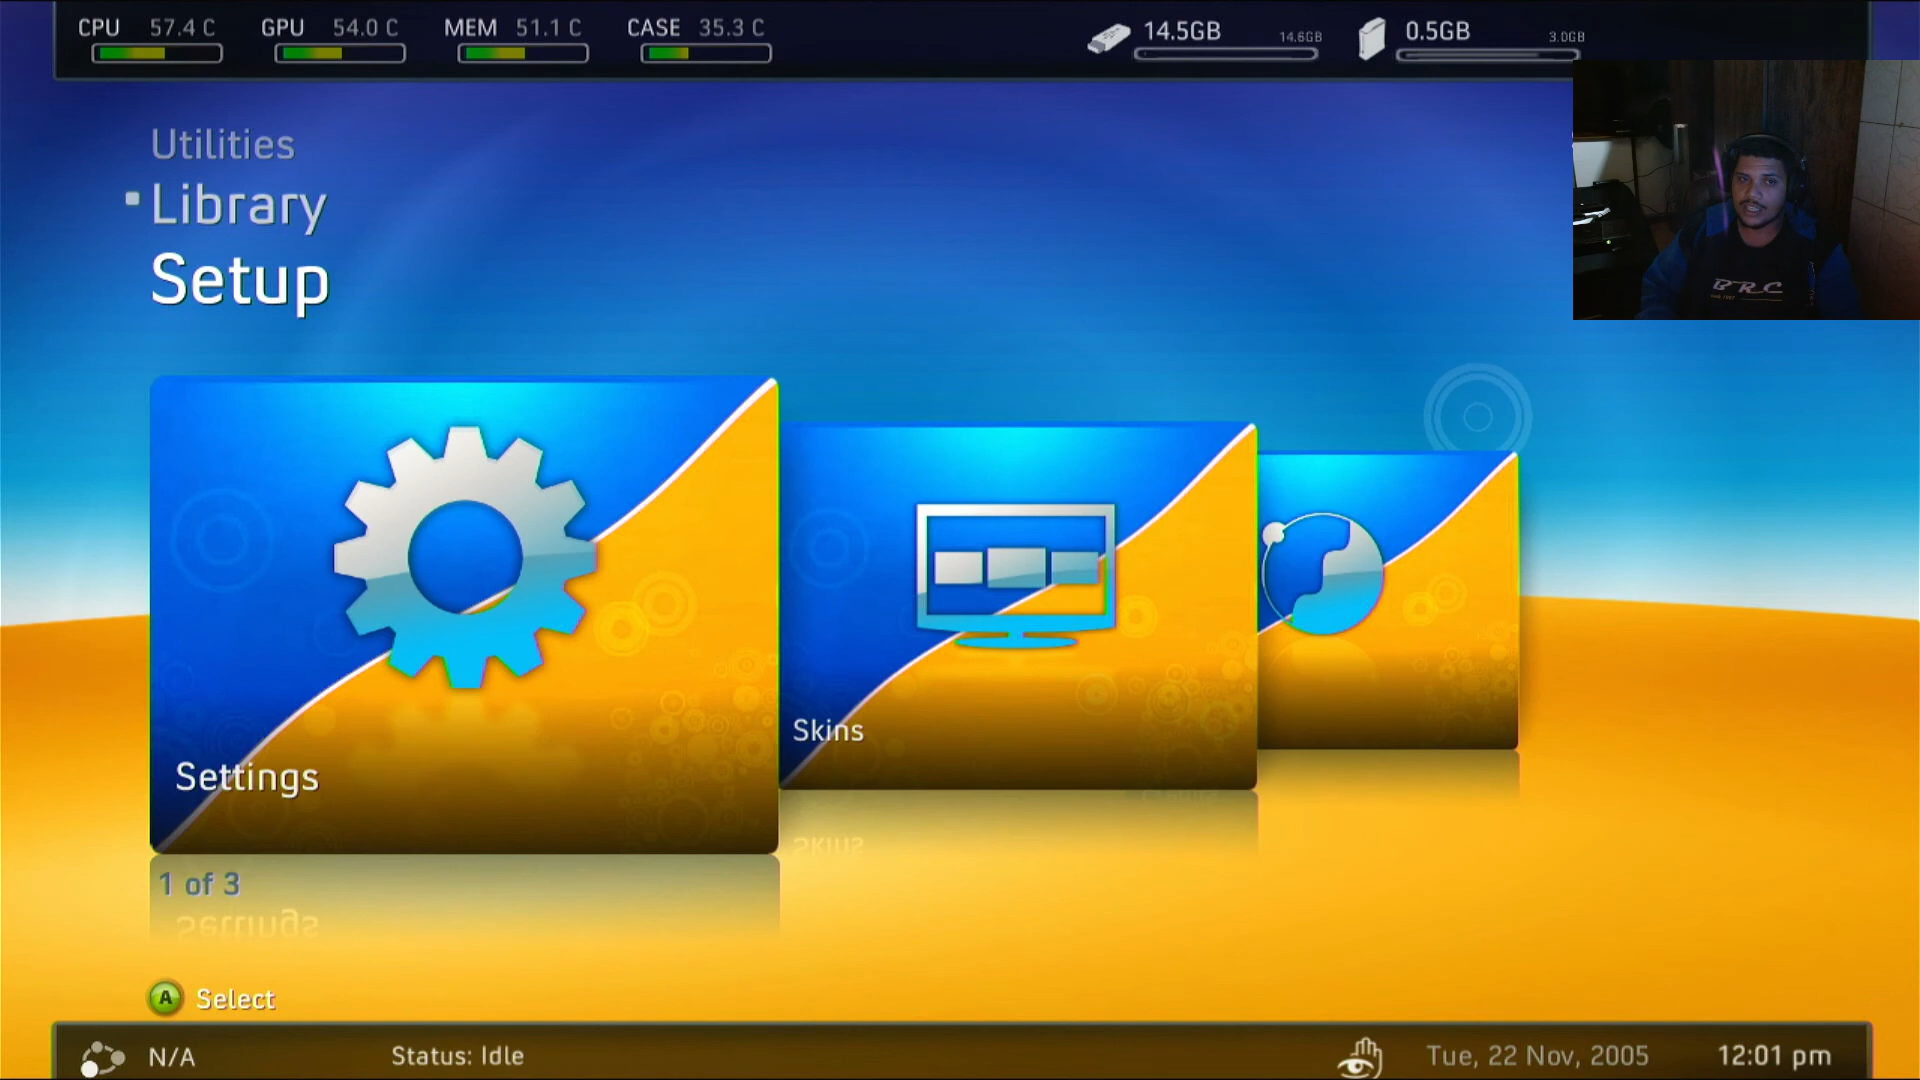 CPU 57.4 C GPU 54.0 C MEM 51.1 C CASE 35.3 C 14.5GB 14.6GB 0.5GB 3.0GB
Utilities
Library
Setup
BRC
Skins
Settings
1 of 3
A Select
N/A Status: Idle Tue, 22 Nov, 2005 12:01 pm